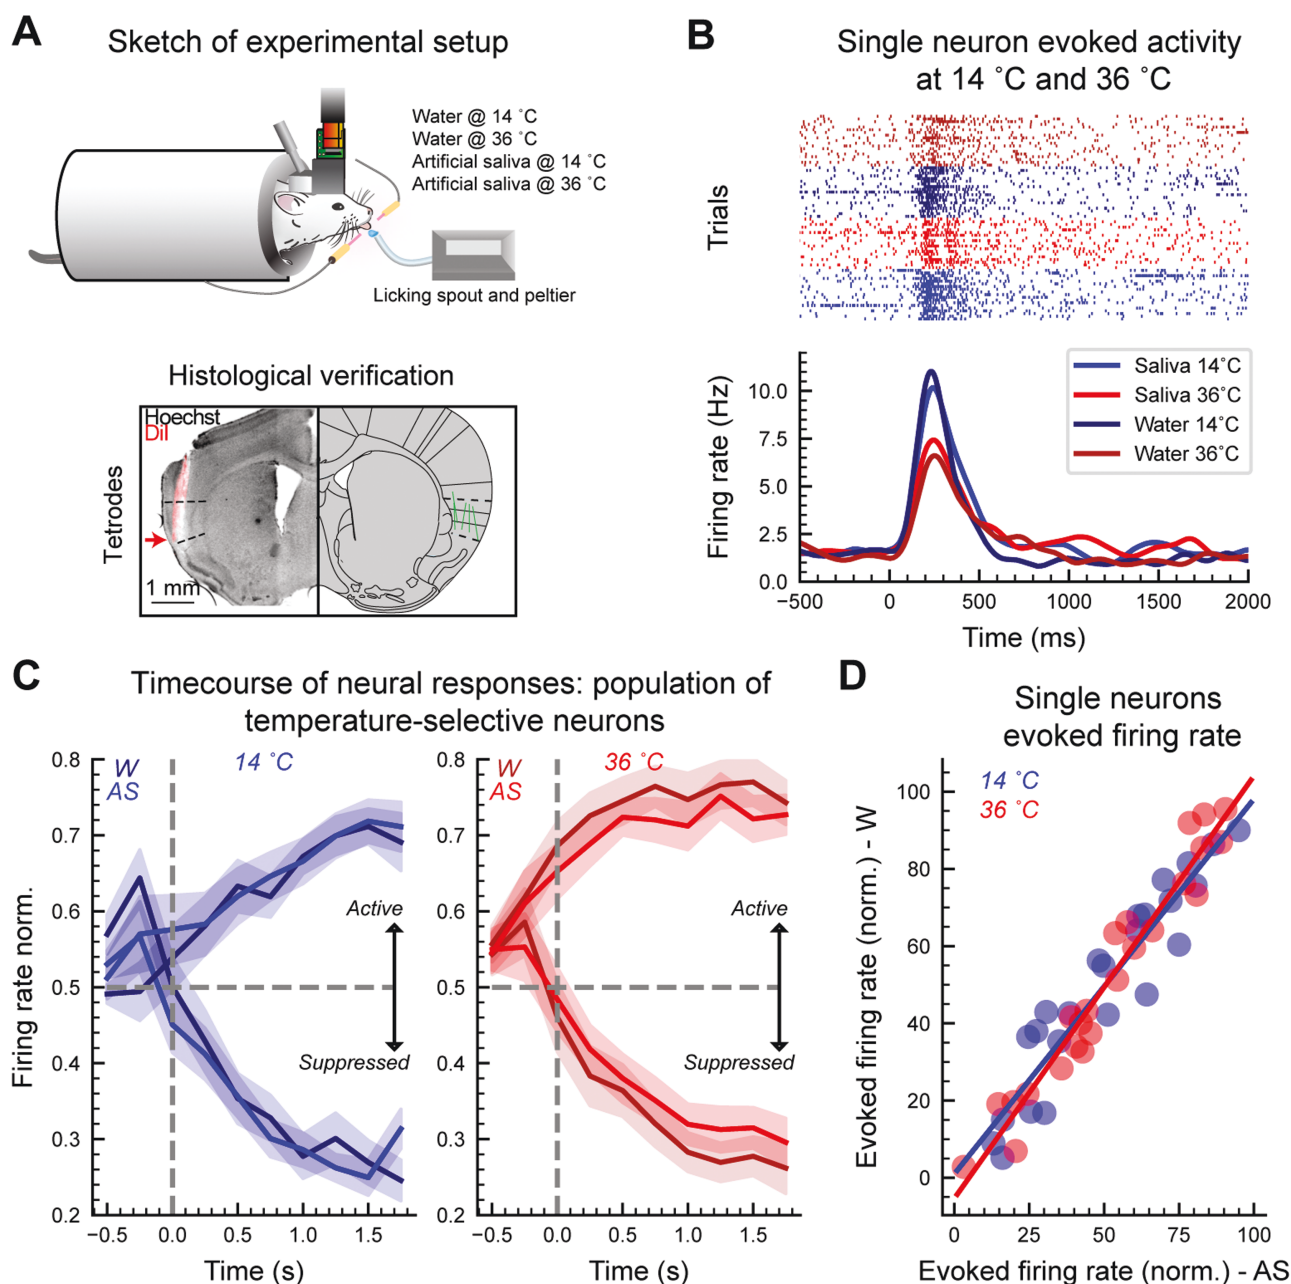 A
Sketch of experimental setup
Water @ 14 ˚C
Water @ 36 ˚C
Artificial saliva @ 14 ˚C
Artificial saliva @ 36 ˚C
Licking spout and peltier
Histological verification
Hoechst
DiI
Tetrodes
1 mm
B
Single neuron evoked activity
at 14 ˚C and 36 ˚C
Trials
Saliva 14˚C
Saliva 36˚C
Water 14˚C
Water 36˚C
Firing rate (Hz)
10.0
7.5
5.0
2.5
0.0
−500 0 500 1000 1500 2000
Time (ms)
C
Timecourse of neural responses: population of
temperature-selective neurons
W
AS
14 ˚C
Active
Suppressed
Firing rate norm.
0.8
0.7
0.6
0.5
0.4
0.3
0.2
−0.5 0.0 0.5 1.0 1.5
Time (s)
W
AS
36 ˚C
Active
Suppressed
0.8
0.7
0.6
0.5
0.4
0.3
0.2
−0.5 0.0 0.5 1.0 1.5
Time (s)
D
Single neurons
evoked firing rate
14 ˚C
36 ˚C
Evoked firing rate (norm.) - W
100
80
60
40
20
0
0 25 50 75 100
Evoked firing rate (norm.) - AS